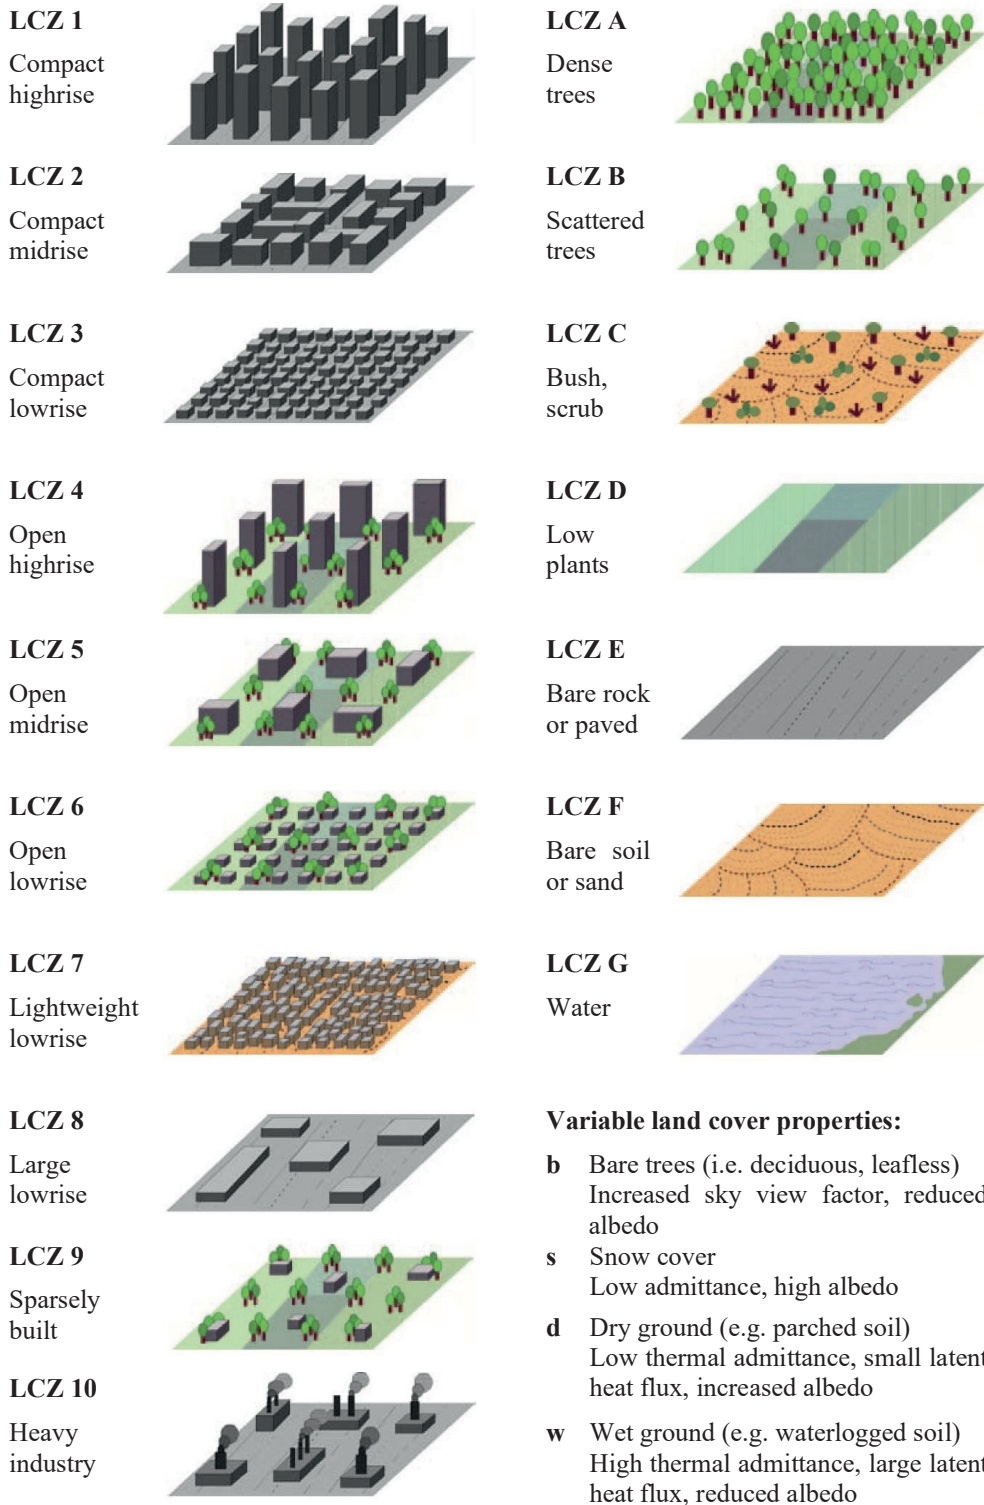 LCZ 1
Compact
highrise
LCZ 2
Compact
midrise
LCZ 3
Compact
lowrise
LCZ 4
Open
highrise
LCZ 5
Open
midrise
LCZ 6
Open
lowrise
LCZ 7
Lightweight
lowrise
LCZ 8
Large
lowrise
LCZ 9
Sparsely
built
LCZ 10
Heavy
industry
LCZ A
Dense
trees
LCZ B
Scattered
trees
LCZ C
Bush,
scrub
LCZ D
Low
plants
LCZ E
Bare rock
or paved
LCZ F
Bare soil
or sand
LCZ G
Water
Variable land cover properties:
b Bare trees (i.e. deciduous, leafless)
Increased sky view factor, reduced
albedo
s Snow cover
Low admittance, high albedo
d Dry ground (e.g. parched soil)
Low thermal admittance, small latent
heat flux, increased albedo
w Wet ground (e.g. waterlogged soil)
High thermal admittance, large latent
heat flux, reduced albedo